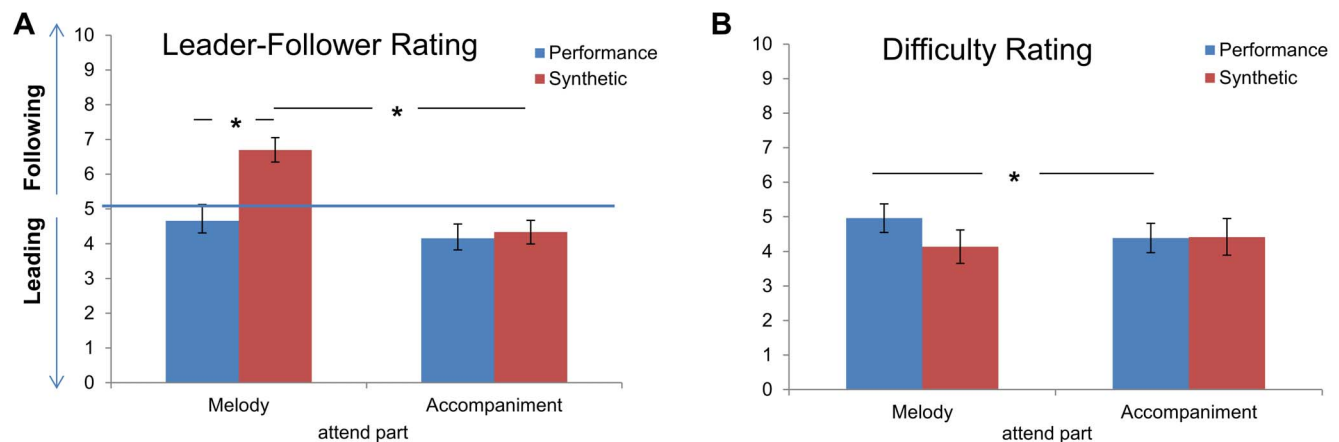 A
Leader-Follower Rating
Performance
Synthetic
Following
Leading
10
9
8
7
6
5
4
3
2
1
0
*
*
Melody
Accompaniment
attend part
B
Difficulty Rating
Performance
Synthetic
10
9
8
7
6
5
4
3
2
1
0
*
Melody
Accompaniment
attend part